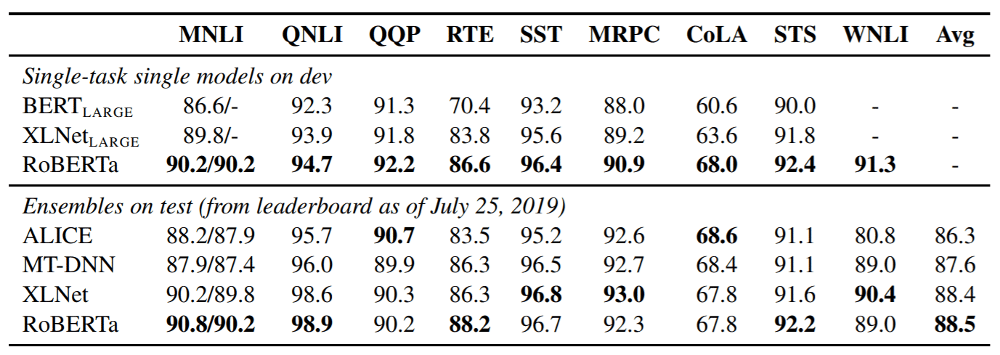 MNLI QNLI QQP RTE SST MRPC CoLA STS WNLI Avg
Single-task single models on dev
BERTLARGE 86.6/- 92.3 91.3 70.4 93.2 88.0 60.6 90.0 - -
XLNetLARGE 89.8/- 93.9 91.8 83.8 95.6 89.2 63.6 91.8 - -
RoBERTa 90.2/90.2 94.7 92.2 86.6 96.4 90.9 68.0 92.4 91.3 -
Ensembles on test (from leaderboard as of July 25, 2019)
ALICE 88.2/87.9 95.7 90.7 83.5 95.2 92.6 68.6 91.1 80.8 86.3
MT-DNN 87.9/87.4 96.0 89.9 86.3 96.5 92.7 68.4 91.1 89.0 87.6
XLNet 90.2/89.8 98.6 90.3 86.3 96.8 93.0 67.8 91.6 90.4 88.4
RoBERTa 90.8/90.2 98.9 90.2 88.2 96.7 92.3 67.8 92.2 89.0 88.5